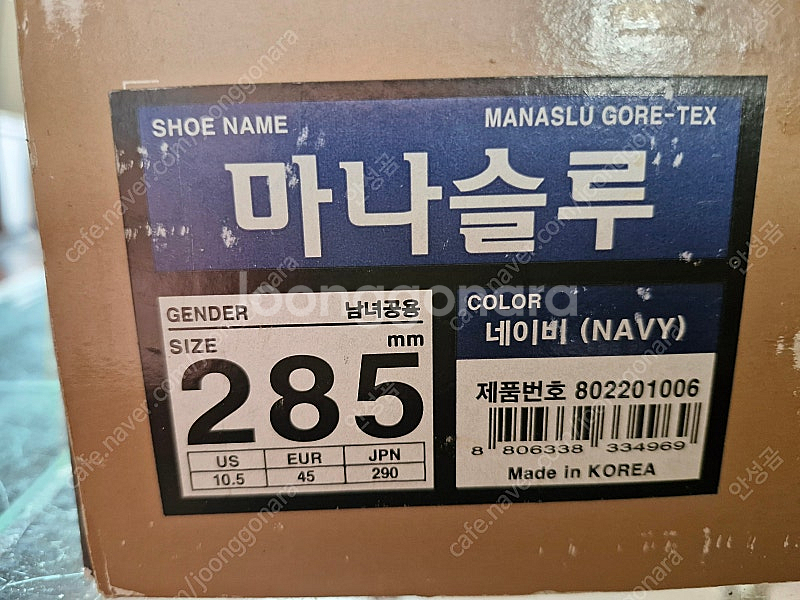 SHOE NAME
MANASLU GORE-TEX
마나슬루
GENDER 남녀공용
SIZE mm
285
US EUR JPN
10.5 45 290
COLOR
네이비 (NAVY)
제품번호 802201006
8 806338 334969
Made in KOREA
Joonggonara
cafe.naver.com/joonggonara
안성곰